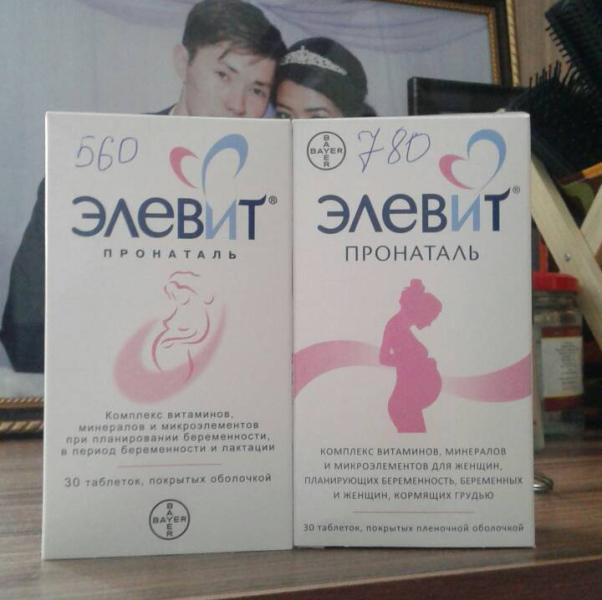 560
ЭЛЕВИТ®
ПРОНАТАЛЬ
Комплекс витаминов,
минералов и микроэлементов
при планировании беременности,
в период беременности и лактации
30 таблеток, покрытых оболочкой
BAYER
BAYER
BAYER
BAYER
780
ЭЛЕВИТ®
ПРОНАТАЛЬ
КОМПЛЕКС ВИТАМИНОВ, МИНЕРАЛОВ
И МИКРОЭЛЕМЕНТОВ ДЛЯ ЖЕНЩИН,
ПЛАНИРУЮЩИХ БЕРЕМЕННОСТЬ, БЕРЕМЕННЫХ
И ЖЕНЩИН, КОРМЯЩИХ ГРУДЬЮ
30 таблеток, покрытых пленочной оболочкой